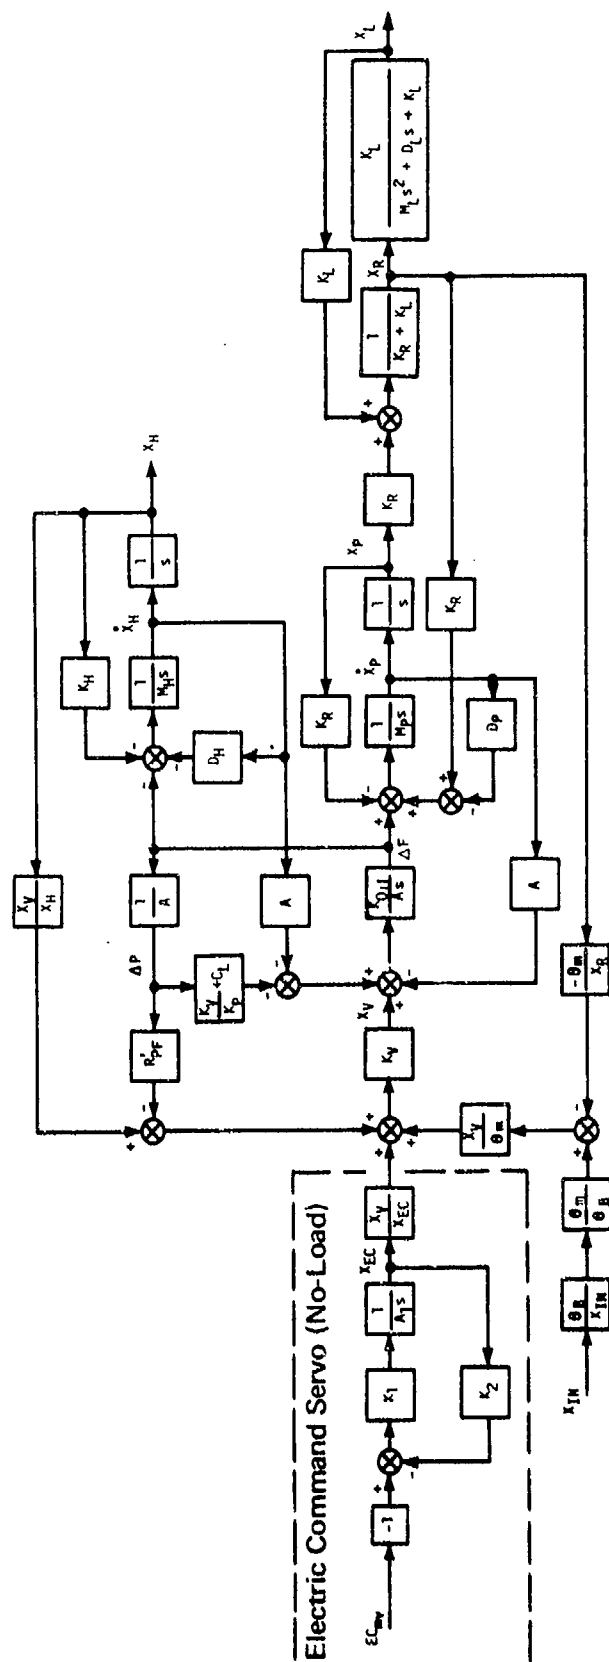 Electric Command Servo (No-Load)
EC
-1
+
-
K1
1
A1s
XEC
XV
XEC
K2
XIN
θB
XIN
θm
θB
+
-
XV
θm
-θm
XR
+
+
+
KV
XV
+
+
-
As
ΔF
A
+
-
R'PF
ΔP
1
A
KV
KP
+CL
-
-
A
XV
XH
KH
-
-
-
DH
1
MHs
ẊH
1
s
XH
+
-
+
KR
1
MPs
ẊP
1
s
XP
+
-
DP
KR
KR
+
+
KL
1
KR + KL
XR
KL
MLs² + DLs + KL
XL